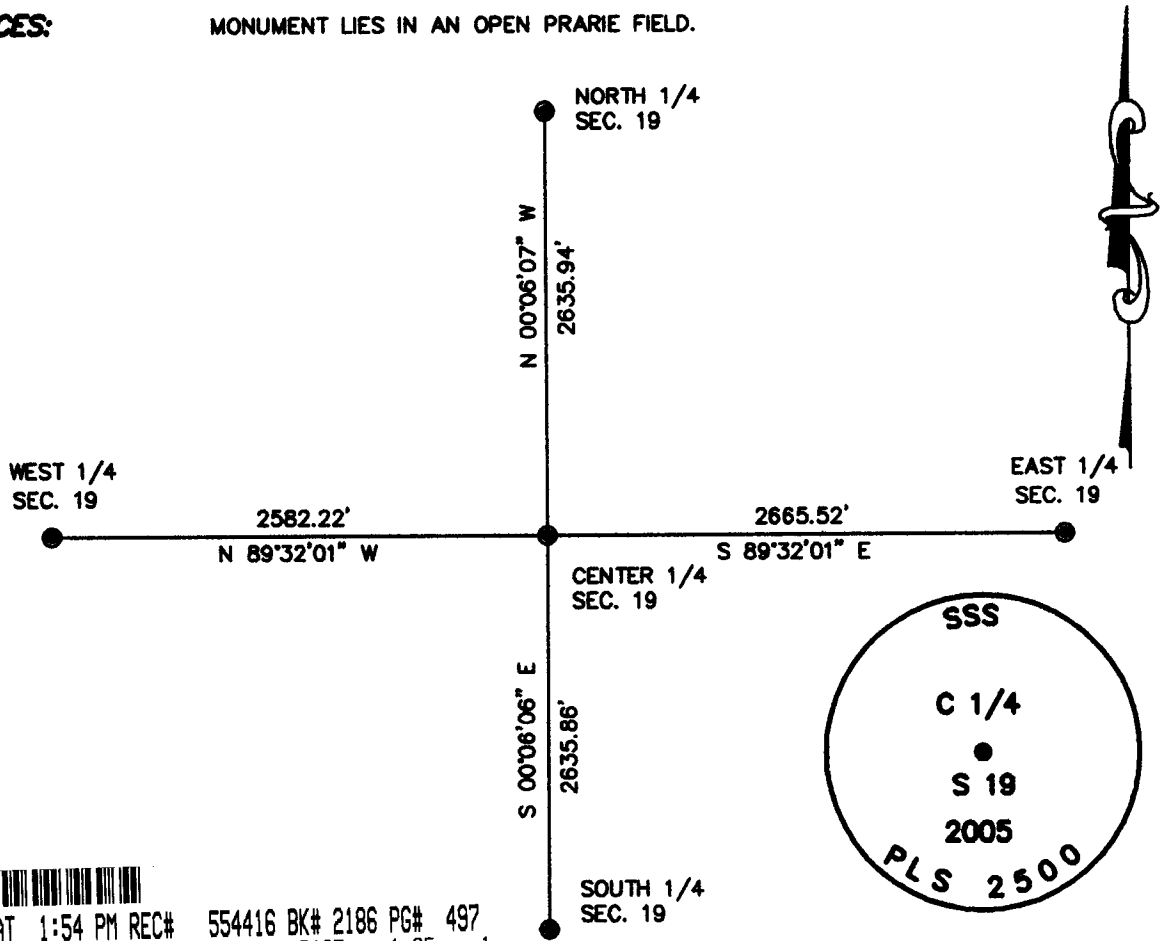 CES: MONUMENT LIES IN AN OPEN PRARIE FIELD.
NORTH 1/4
SEC. 19
N 00°06'07" W
2635.94'
WEST 1/4
SEC. 19
EAST 1/4
SEC. 19
2582.22'
N 89°32'01" W
2665.52'
S 89°32'01" E
CENTER 1/4
SEC. 19
S 00°06'06" E
2635.86'
SSS
C 1/4
S 19
2005
PLS 2500
SOUTH 1/4
SEC. 19
AT 1:54 PM REC# 554416 BK# 2186 PG# 497